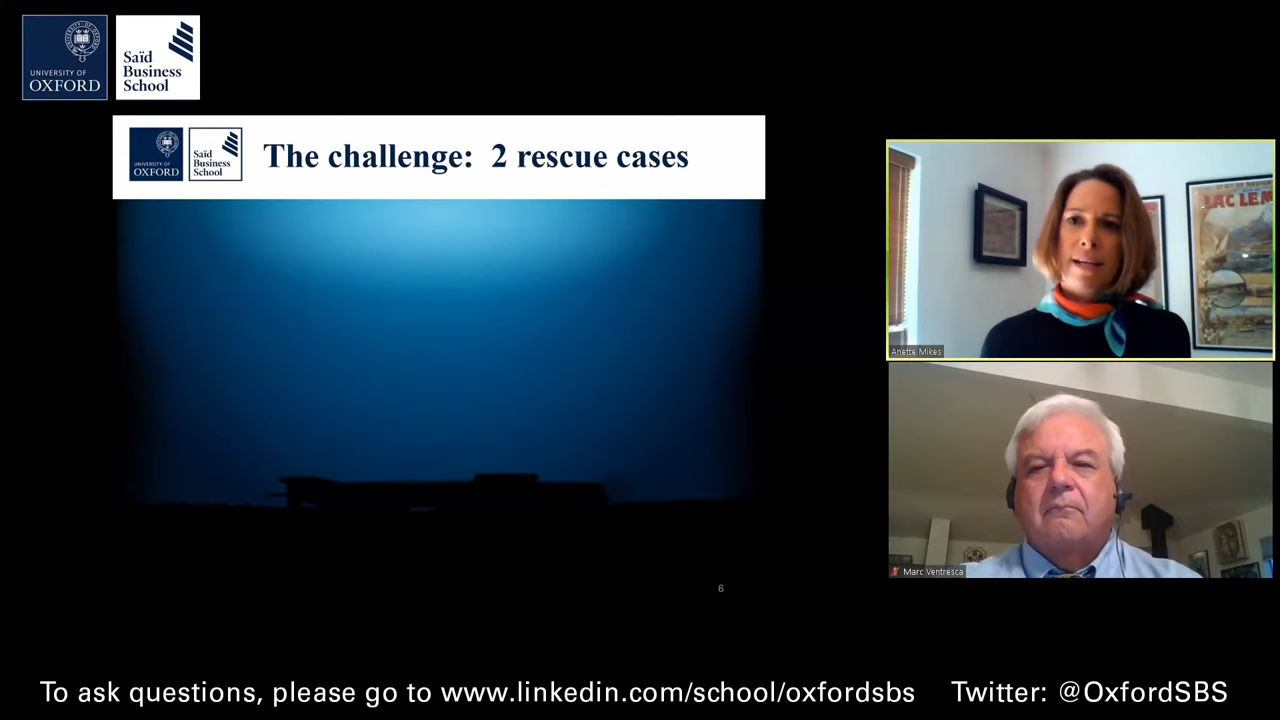 UNIVERSITY OF
OXFORD
Saïd
Business
School
UNIVERSITY OF
OXFORD
Saïd
Business
School
The challenge:  2 rescue cases
LAC LEM
Anette Mikes
Marc Ventresca
6
To ask questions, please go to www.linkedin.com/school/oxfordsbs
Twitter: @OxfordSBS